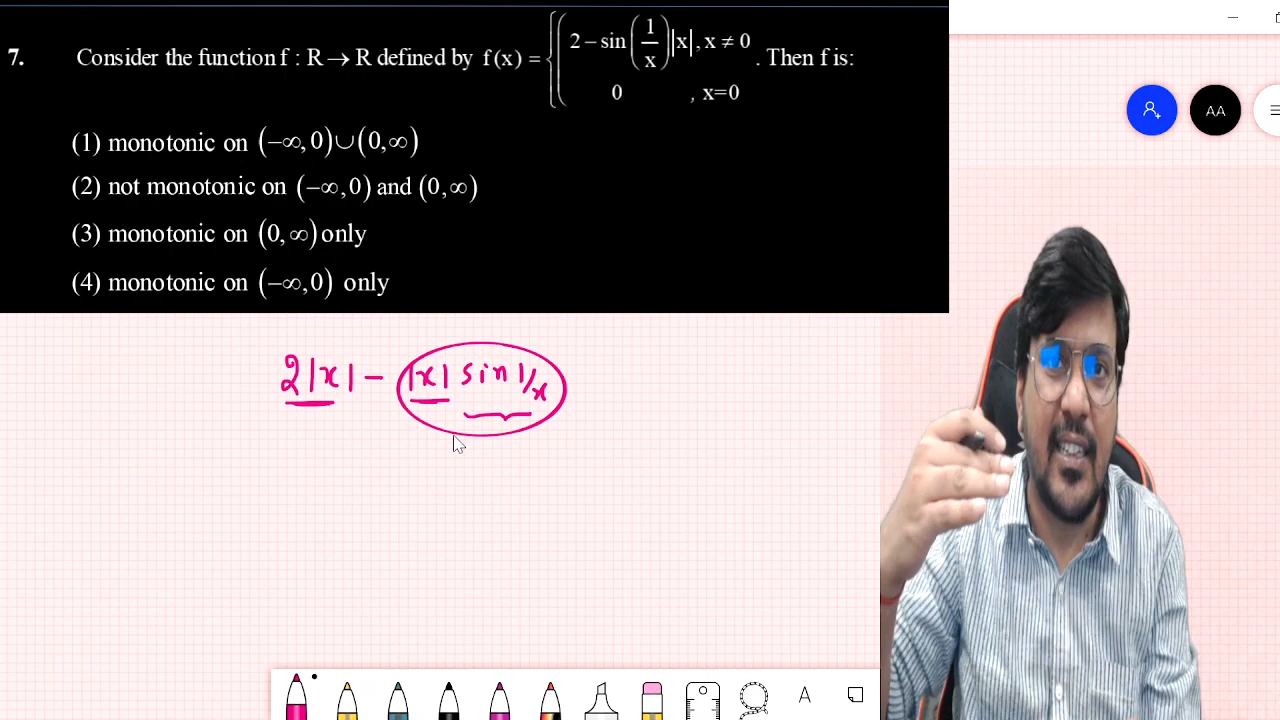 7. Consider the function f : R → R defined by f(x) = { ( 2 − sin(1/x) |x| , x ≠ 0
0 , x=0 . Then f is:
(1) monotonic on (−∞, 0) ∪ (0, ∞)
(2) not monotonic on (−∞, 0) and (0, ∞)
(3) monotonic on (0, ∞) only
(4) monotonic on (−∞, 0) only
2|x| − |x| sin 1/x
AA
A